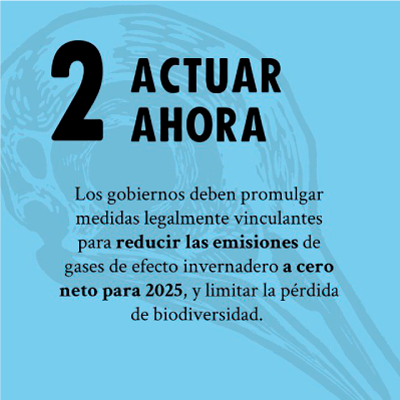 2 ACTUAR
AHORA
Los gobiernos deben promulgar
medidas legalmente vinculantes
para reducir las emisiones de
gases de efecto invernadero a cero
neto para 2025, y limitar la pérdida
de biodiversidad.